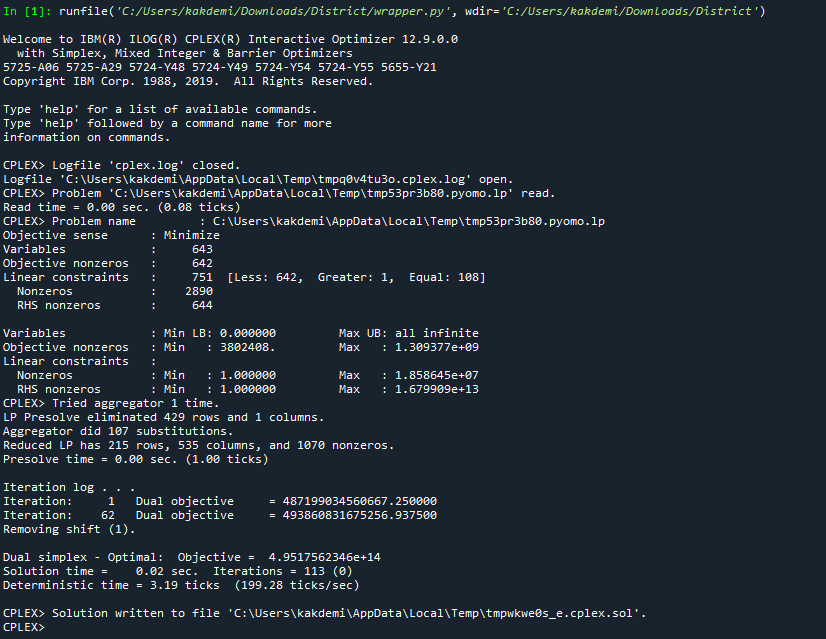 In [1]: runfile('C:/Users/kakdemi/Downloads/District/wrapper.py', wdir='C:/Users/kakdemi/Downloads/District')
Welcome to IBM(R) ILOG(R) CPLEX(R) Interactive Optimizer 12.9.0.0
with Simplex, Mixed Integer & Barrier Optimizers
5725-A06 5725-A29 5724-Y48 5724-Y49 5724-Y54 5724-Y55 5655-Y21
Copyright IBM Corp. 1988, 2019.  All Rights Reserved.
Type 'help' for a list of available commands.
Type 'help' followed by a command name for more
information on commands.
CPLEX> Logfile 'cplex.log' closed.
Logfile 'C:\Users\kakdemi\AppData\Local\Temp\tmpq0v4tu3o.cplex.log' open.
CPLEX> Problem 'C:\Users\kakdemi\AppData\Local\Temp\tmp53pr3b80.pyomo.lp' read.
Read time = 0.00 sec. (0.08 ticks)
CPLEX> Problem name         : C:\Users\kakdemi\AppData\Local\Temp\tmp53pr3b80.pyomo.lp
Objective sense      : Minimize
Variables            :     643
Objective nonzeros   :     642
Linear constraints   :     751  [Less: 642,  Greater: 1,  Equal: 108]
Nonzeros           :    2890
RHS nonzeros       :     644
Variables            : Min LB: 0.000000         Max UB: all infinite
Objective nonzeros   : Min   : 3802408.         Max   : 1.309377e+09
Linear constraints   :
Nonzeros           : Min   : 1.000000         Max   : 1.858645e+07
RHS nonzeros       : Min   : 1.000000         Max   : 1.679909e+13
CPLEX> Tried aggregator 1 time.
LP Presolve eliminated 429 rows and 1 columns.
Aggregator did 107 substitutions.
Reduced LP has 215 rows, 535 columns, and 1070 nonzeros.
Presolve time = 0.00 sec. (1.00 ticks)
Iteration log . . .
Iteration:     1   Dual objective     = 487199034560667.250000
Iteration:    62   Dual objective     = 493860831675256.937500
Removing shift (1).
Dual simplex - Optimal:  Objective =  4.9517562346e+14
Solution time =    0.02 sec.  Iterations = 113 (0)
Deterministic time = 3.19 ticks  (199.28 ticks/sec)
CPLEX> Solution written to file 'C:\Users\kakdemi\AppData\Local\Temp\tmpwkwe0s_e.cplex.sol'.
CPLEX>